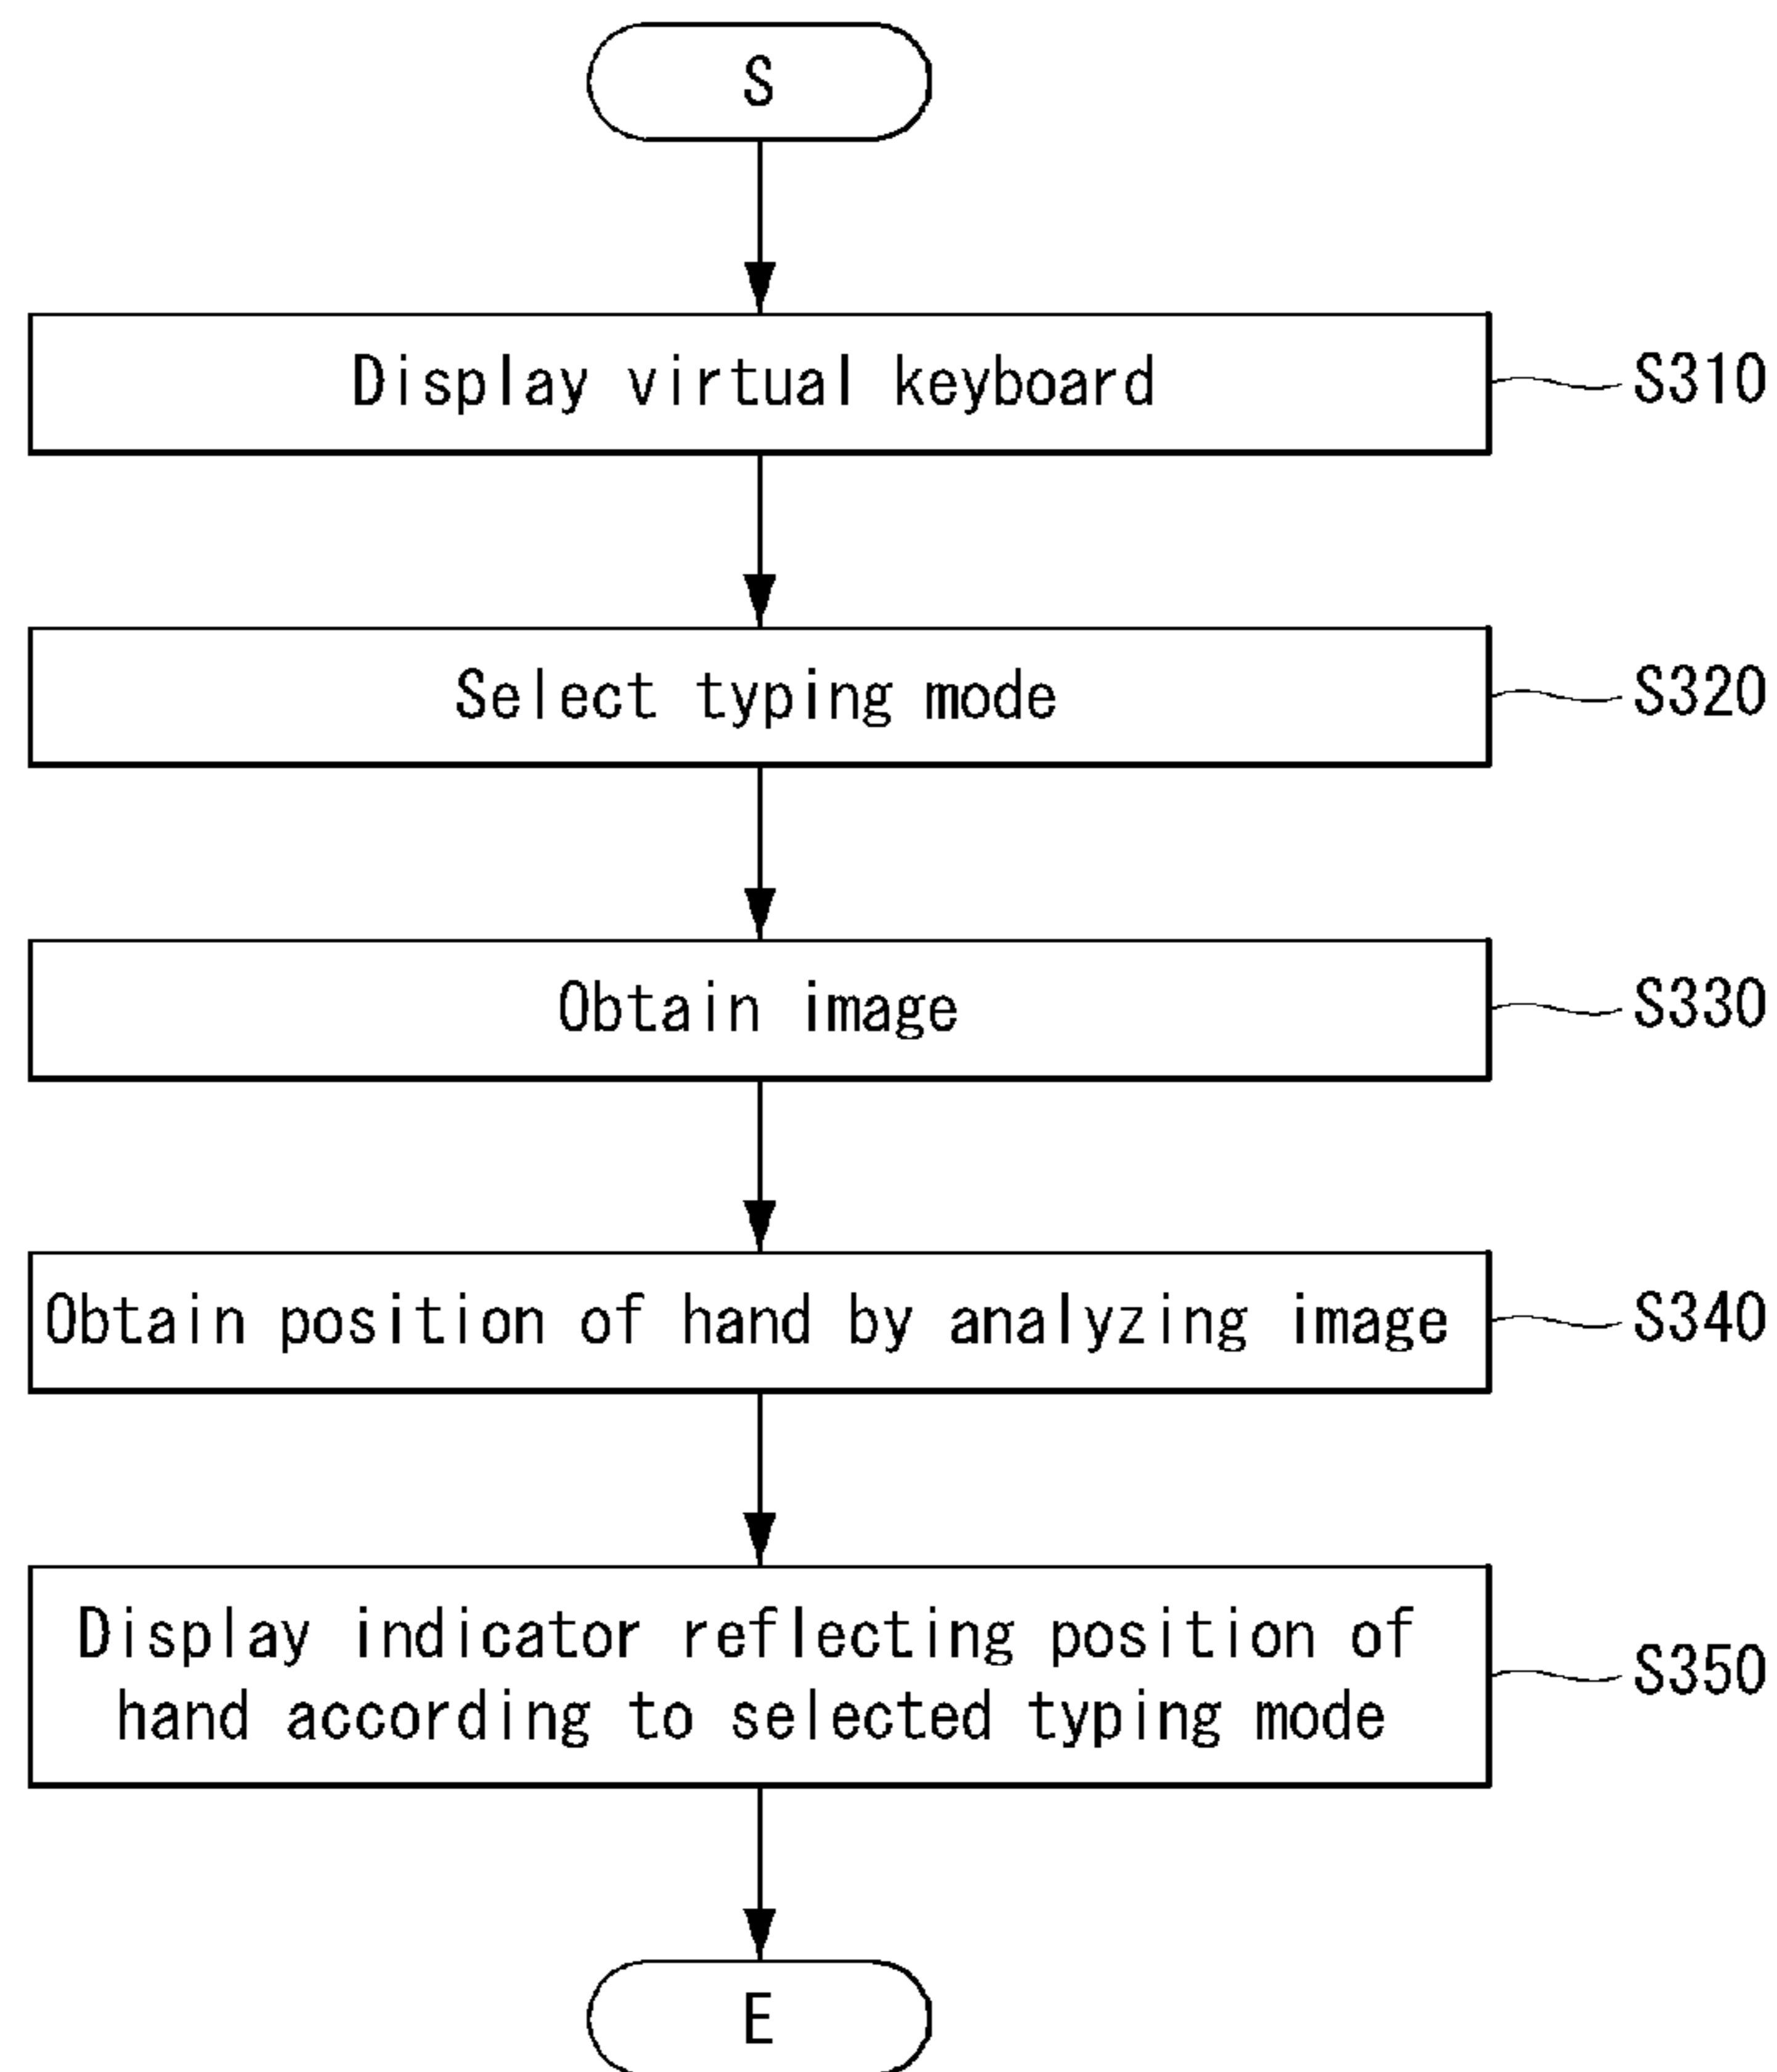 S
Display virtual keyboard
S310
Select typing mode
S320
Obtain image
S330
Obtain position of hand by analyzing image
S340
Display indicator reflecting position of
hand according to selected typing mode
S350
E